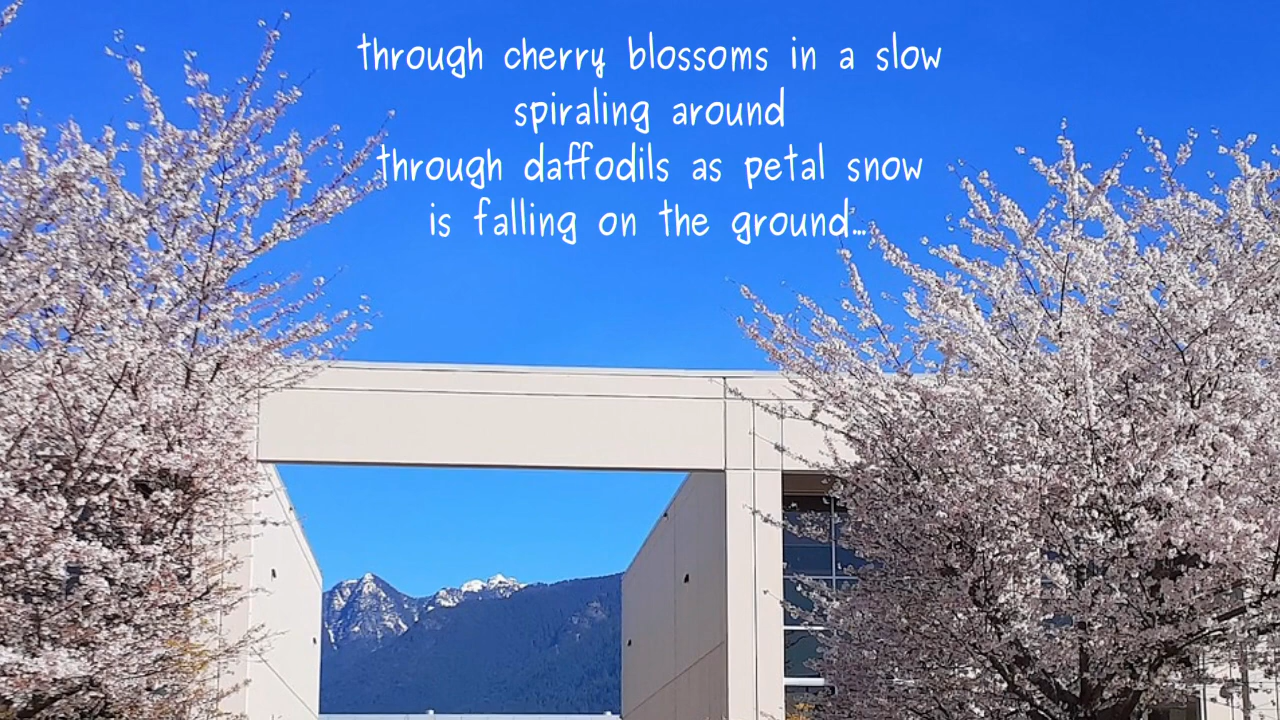 through cherry blossoms in a slow
spiraling around
through daffodils as petal snow
is falling on the ground...